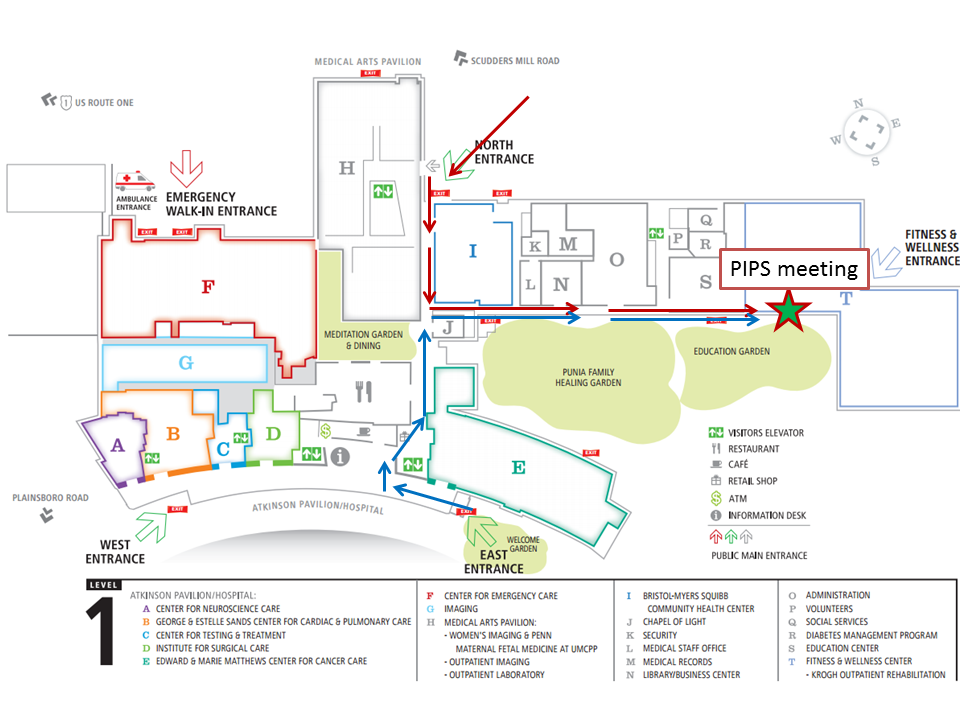 MEDICAL ARTS PAVILION
EXIT
SCUDDERS MILL ROAD
1 US ROUTE ONE
N
E
W
S
NORTH
ENTRANCE
H
AMBULANCE
ENTRANCE
EMERGENCY
WALK-IN ENTRANCE
EXIT
EXIT
EXIT
EXIT
FITNESS &
WELLNESS
ENTRANCE
I
K
M
L
N
O
P
Q
R
S
PIPS meeting
T
F
J
EXIT
EXIT
MEDITATION GARDEN
& DINING
EDUCATION GARDEN
PUNIA FAMILY
HEALING GARDEN
G
A
B
C
D
E
EXIT
VISITORS ELEVATOR
RESTAURANT
CAFÉ
RETAIL SHOP
ATM
INFORMATION DESK
PUBLIC MAIN ENTRANCE
PLAINSBORO ROAD
ATKINSON PAVILION/HOSPITAL
EXIT
EXIT
WEST
ENTRANCE
WELCOME
GARDEN
EAST
ENTRANCE
LEVEL
1
ATKINSON PAVILION/HOSPITAL:
A CENTER FOR NEUROSCIENCE CARE
B GEORGE & ESTELLE SANDS CENTER FOR CARDIAC & PULMONARY CARE
C CENTER FOR TESTING & TREATMENT
D INSTITUTE FOR SURGICAL CARE
E EDWARD & MARIE MATTHEWS CENTER FOR CANCER CARE
F CENTER FOR EMERGENCY CARE
G IMAGING
H MEDICAL ARTS PAVILION:
- WOMEN'S IMAGING & PENN
MATERNAL FETAL MEDICINE AT UMCPP
- OUTPATIENT IMAGING
- OUTPATIENT LABORATORY
I BRISTOL-MYERS SQUIBB
COMMUNITY HEALTH CENTER
J CHAPEL OF LIGHT
K SECURITY
L MEDICAL STAFF OFFICE
M MEDICAL RECORDS
N LIBRARY/BUSINESS CENTER
O ADMINISTRATION
P VOLUNTEERS
Q SOCIAL SERVICES
R DIABETES MANAGEMENT PROGRAM
S EDUCATION CENTER
T FITNESS & WELLNESS CENTER
- KROGH OUTPATIENT REHABILITATION